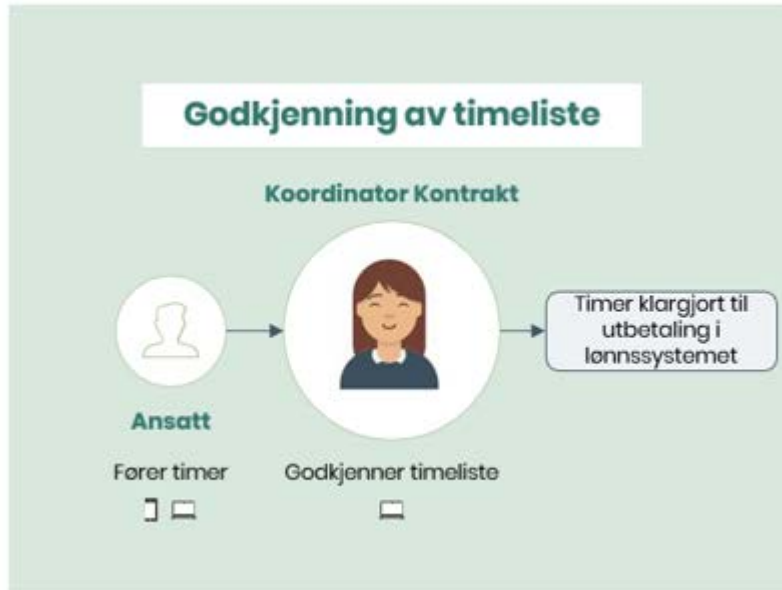 Godkjenning av timeliste
Koordinator Kontrakt
Timer klargjort til
utbetaling i
lønnssystemet
Ansatt
Fører timer
Godkjenner timeliste